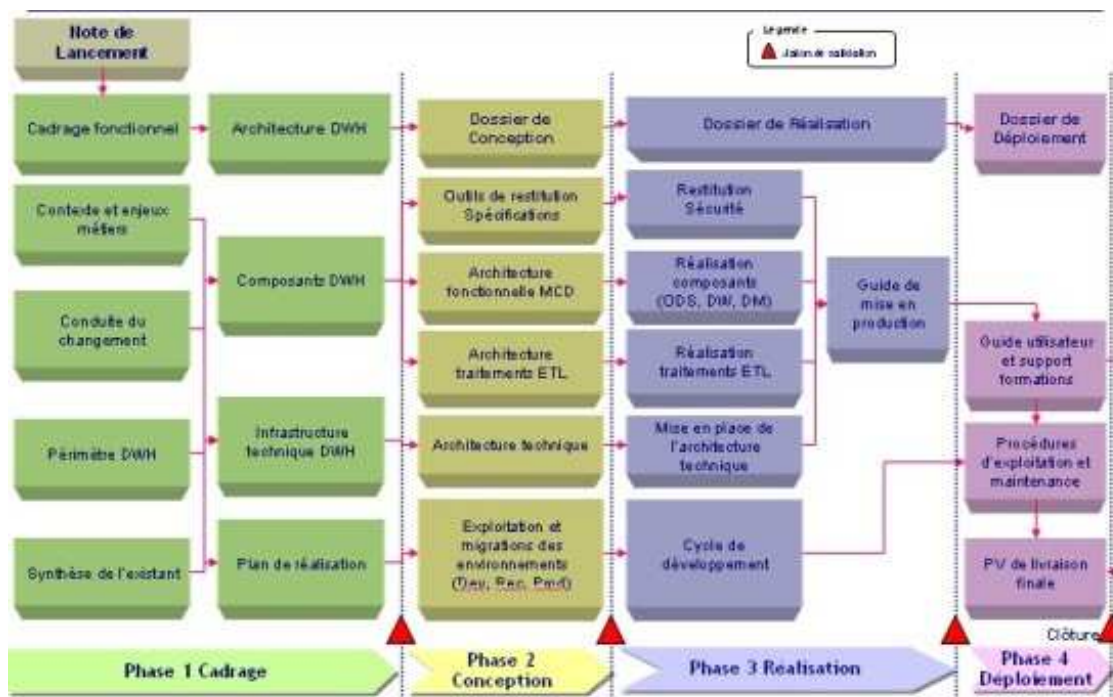 Note de
Lancement
Légende
Jalon de validation
Cadrage fonctionnel
Architecture DWH
Dossier de
Conception
Dossier de Réalisation
Dossier de
Déploiement
Contexte et enjeux
métiers
Outils de restitution
Spécifications
Restitution
Sécurité
Composants DWH
Architecture
fonctionnelle MCD
Réalisation
composants
(ODS, DW, DM)
Guide de
mise en
production
Conduite du
changement
Architecture
traitements ETL
Réalisation
traitements ETL
Guide utilisateur
et support
formations
Périmètre DWH
Infrastructure
technique DWH
Architecture technique
Mise en place de
l'architecture
technique
Procédures
d'exploitation et
maintenance
Synthèse de l'existant
Plan de réalisation
Exploitation et
migrations des
environnements
(Dev, Rec, Prod)
Cycle de
développement
PV de livraison
finale
Clôture
Phase 1 Cadrage
Phase 2
Conception
Phase 3 Realisation
Phase 4
Déploiement